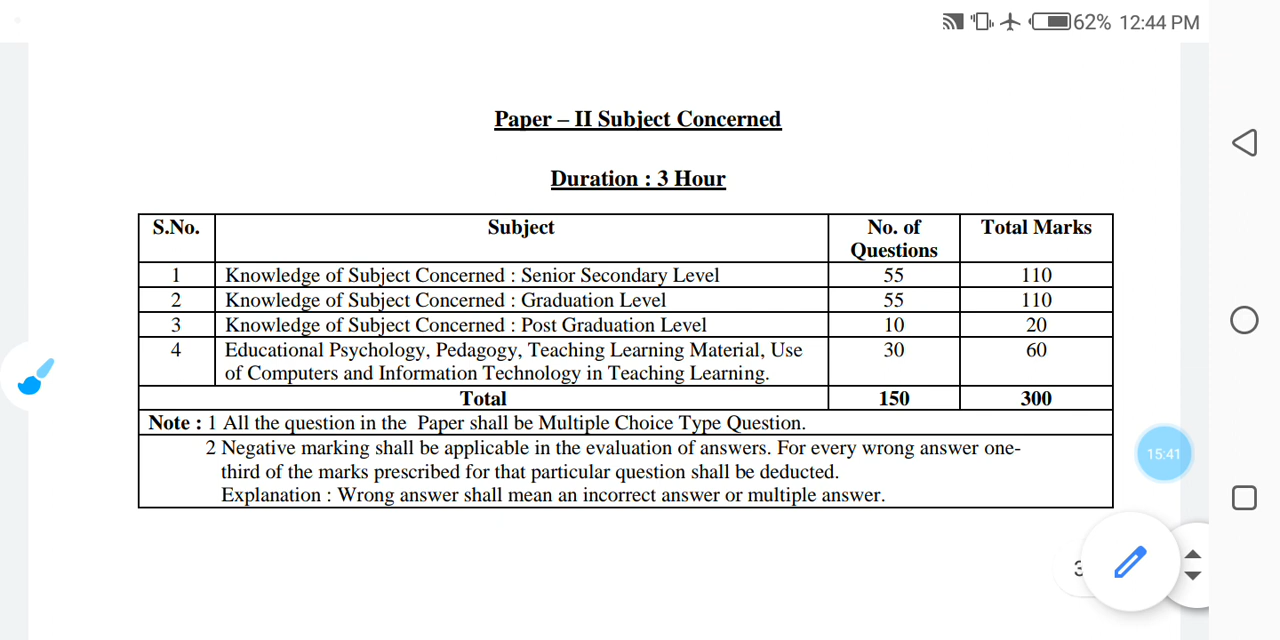 62% 12:44 PM
Paper – II Subject Concerned
Duration : 3 Hour
S.No. Subject No. of Questions Total Marks
1 Knowledge of Subject Concerned : Senior Secondary Level 55 110
2 Knowledge of Subject Concerned : Graduation Level 55 110
3 Knowledge of Subject Concerned : Post Graduation Level 10 20
4 Educational Psychology, Pedagogy, Teaching Learning Material, Use 30 60
of Computers and Information Technology in Teaching Learning.
Total 150 300
Note : 1 All the question in the Paper shall be Multiple Choice Type Question.
2 Negative marking shall be applicable in the evaluation of answers. For every wrong answer one-
third of the marks prescribed for that particular question shall be deducted.
15:41
Explanation : Wrong answer shall mean an incorrect answer or multiple answer.
3